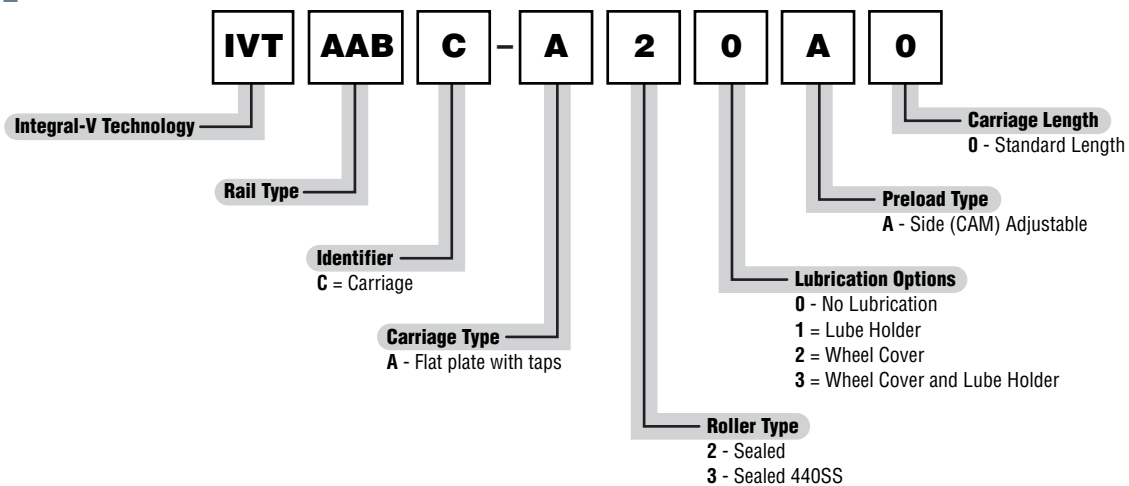 IVT AAB C - A 2 0 A 0
Integral-V Technology
Carriage Length
0 - Standard Length
Rail Type
Preload Type
A - Side (CAM) Adjustable
Identifier
C = Carriage
Lubrication Options
0 - No Lubrication
1 = Lube Holder
2 = Wheel Cover
3 = Wheel Cover and Lube Holder
Carriage Type
A - Flat plate with taps
Roller Type
2 - Sealed
3 - Sealed 440SS